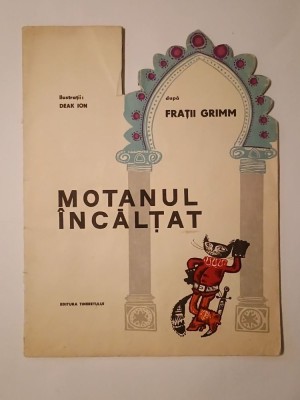 Ilustrații:
DEAK ION
după
FRAȚII GRIMM
MOTANUL
ÎNCĂLȚAT
EDITURA TINERETULUI